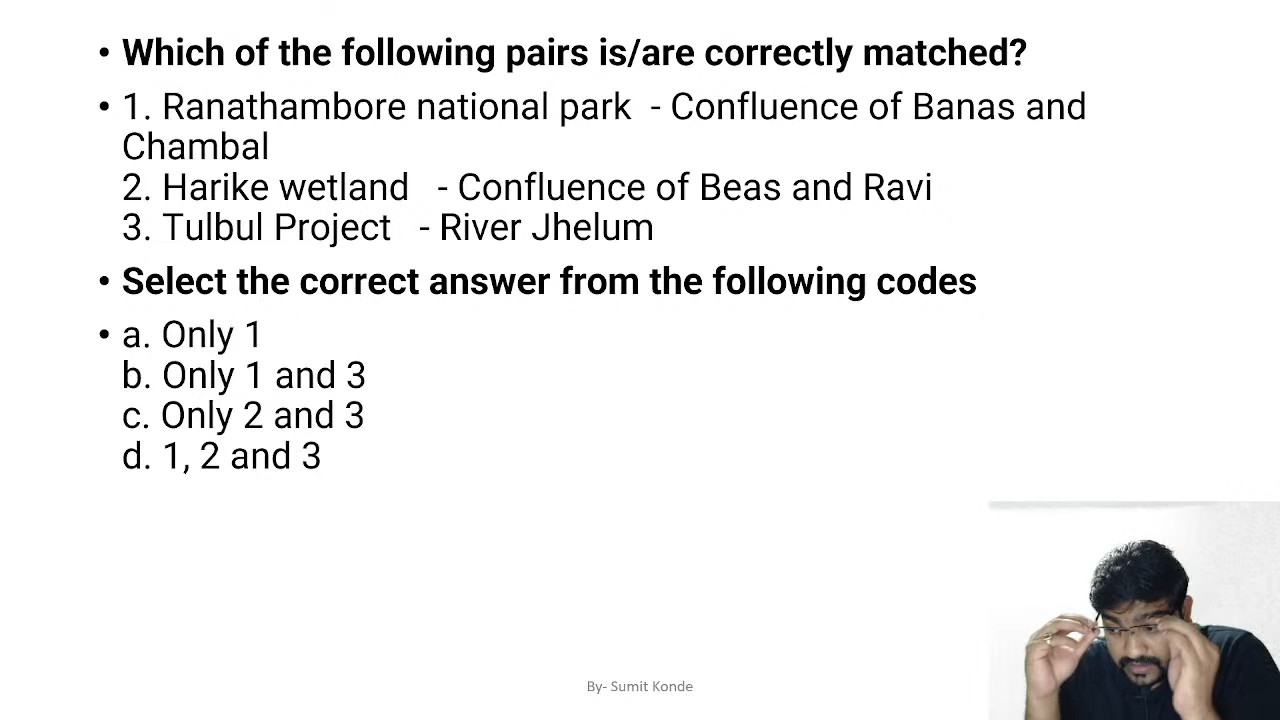 • Which of the following pairs is/are correctly matched?
• 1. Ranathambore national park - Confluence of Banas and
Chambal
2. Harike wetland - Confluence of Beas and Ravi
3. Tulbul Project - River Jhelum
• Select the correct answer from the following codes
• a. Only 1
b. Only 1 and 3
c. Only 2 and 3
d. 1, 2 and 3
By- Sumit Konde